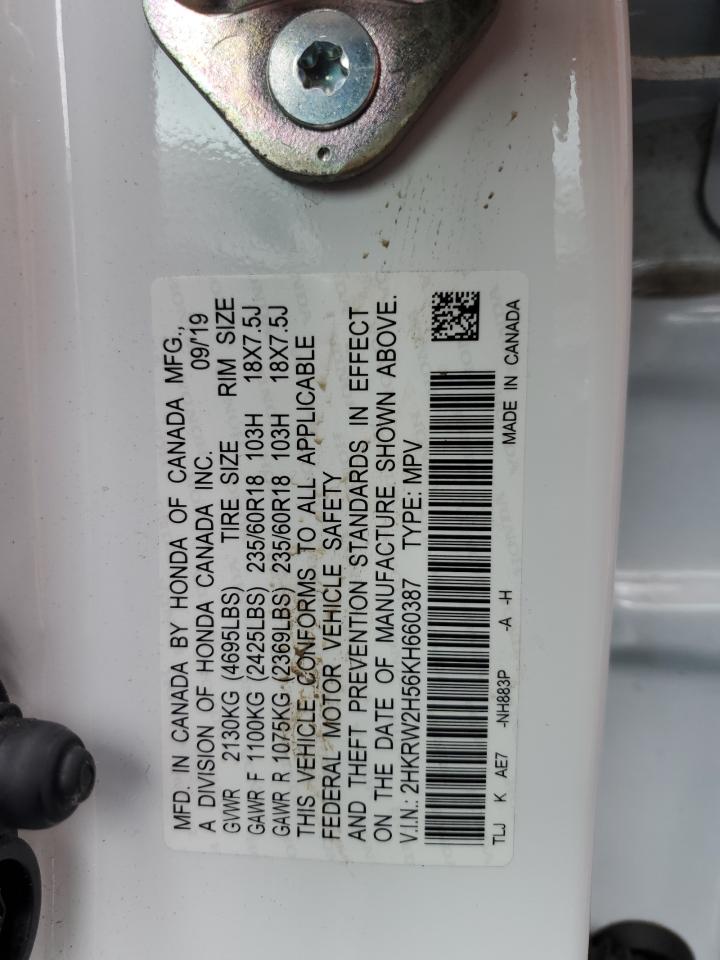 MFD. IN CANADA BY HONDA OF CANADA MFG.,
A DIVISION OF HONDA CANADA INC. 09/'19
GVWR 2130KG (4695LBS) TIRE SIZE RIM SIZE
GAWR F 1100KG (2425LBS) 235/60R18 103H 18X7.5J
GAWR R 1075KG (2369LBS) 235/60R18 103H 18X7.5J
THIS VEHICLE CONFORMS TO ALL APPLICABLE
FEDERAL MOTOR VEHICLE SAFETY
AND THEFT PREVENTION STANDARDS IN EFFECT
ON THE DATE OF MANUFACTURE SHOWN ABOVE.
V.I.N.: 2HKRW2H56KH660387 TYPE: MPV
TLJ K AE7 -NH883P -A -H MADE IN CANADA